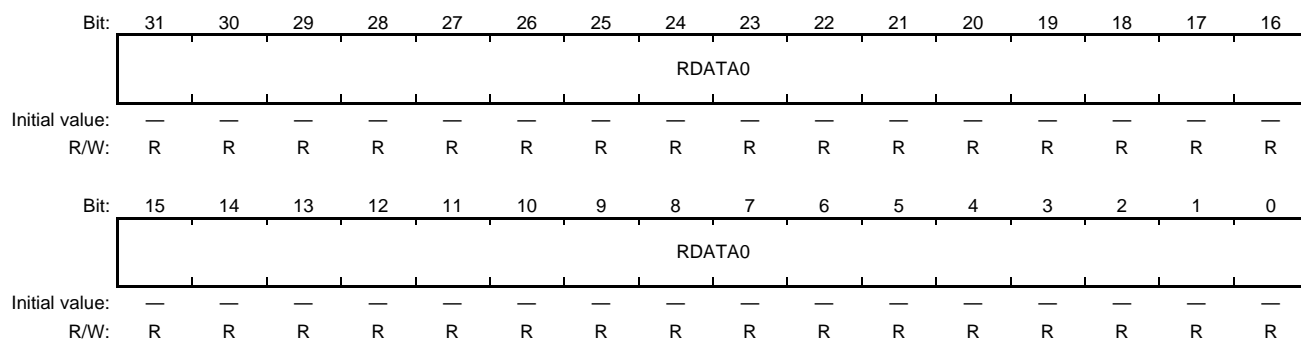 Bit: 31 30 29 28 27 26 25 24 23 22 21 20 19 18 17 16
RDATA0
Initial value: — — — — — — — — — — — — — — — —
R/W: R R R R R R R R R R R R R R R R
Bit: 15 14 13 12 11 10 9 8 7 6 5 4 3 2 1 0
RDATA0
Initial value: — — — — — — — — — — — — — — — —
R/W: R R R R R R R R R R R R R R R R